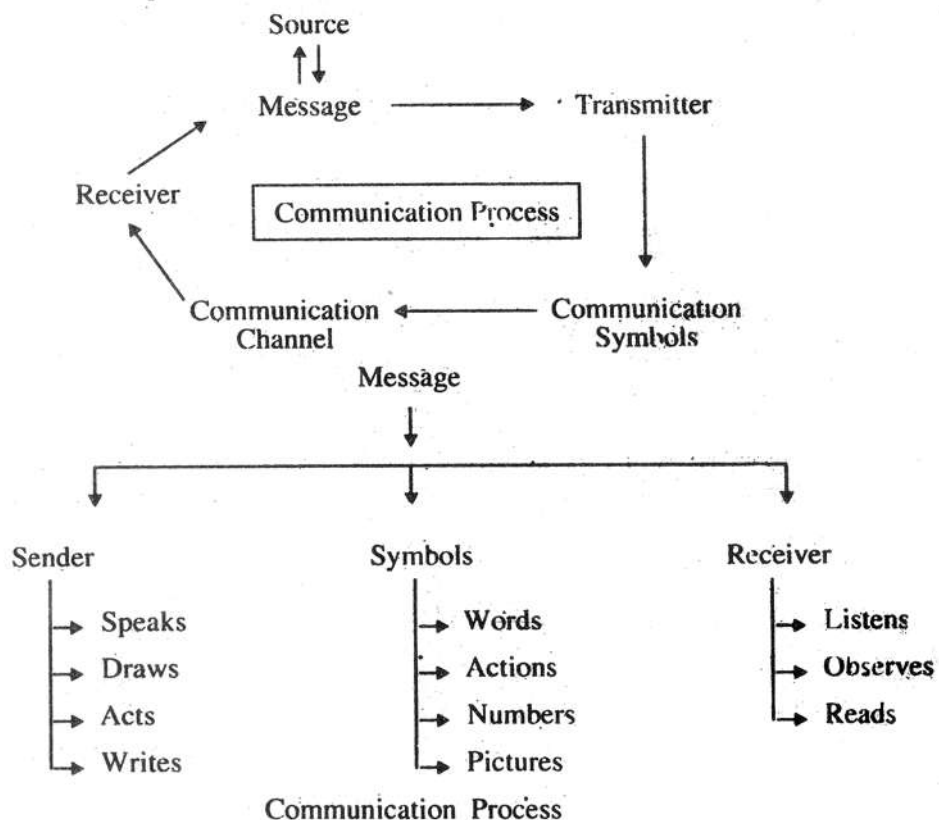 Source
Message
Transmitter
Receiver
Communication Process
Communication
Channel
Communication
Symbols
Message
Sender
Symbols
Receiver
Speaks
Words
Listens
Draws
Actions
Observes
Acts
Numbers
Reads
Writes
Pictures
Communication Process